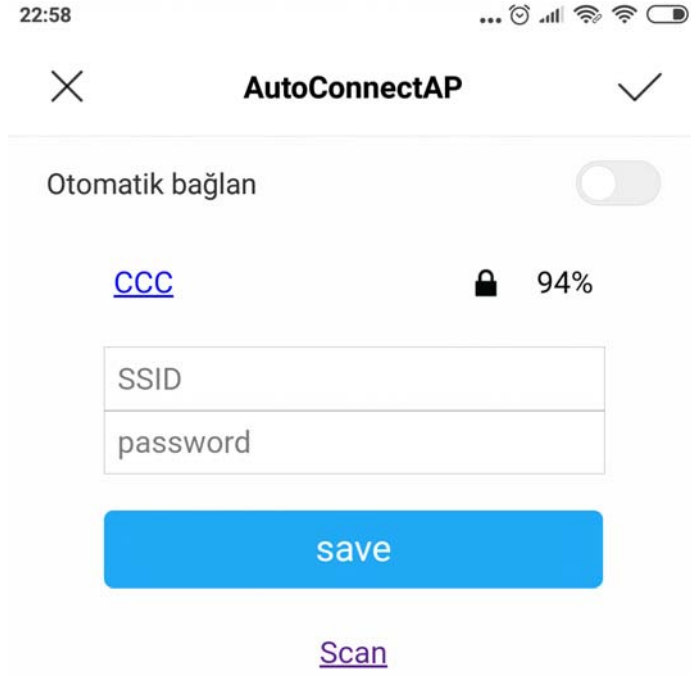 22:58
AutoConnectAP
Otomatik bağlan
CCC 94%
SSID
password
save
Scan